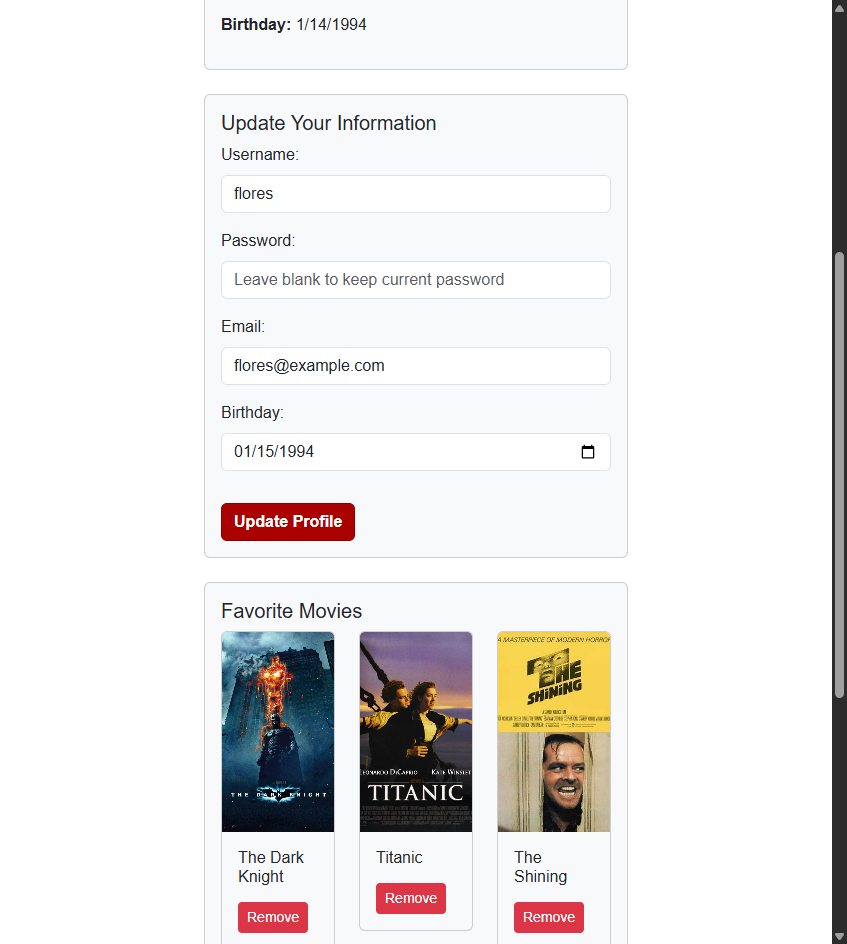 Birthday: 1/14/1994
Update Your Information
Username:
flores
Password:
Leave blank to keep current password
Email:
flores@example.com
Birthday:
01/15/1994
Update Profile
Favorite Movies
THE DARK KNIGHT
LEONARDO DICAPRIO KATE WINSLET
TITANIC
A MASTERPIECE OF MODERN HORROR
THE
SHiNiNG
The Dark
Knight
Remove
Titanic
Remove
The
Shining
Remove